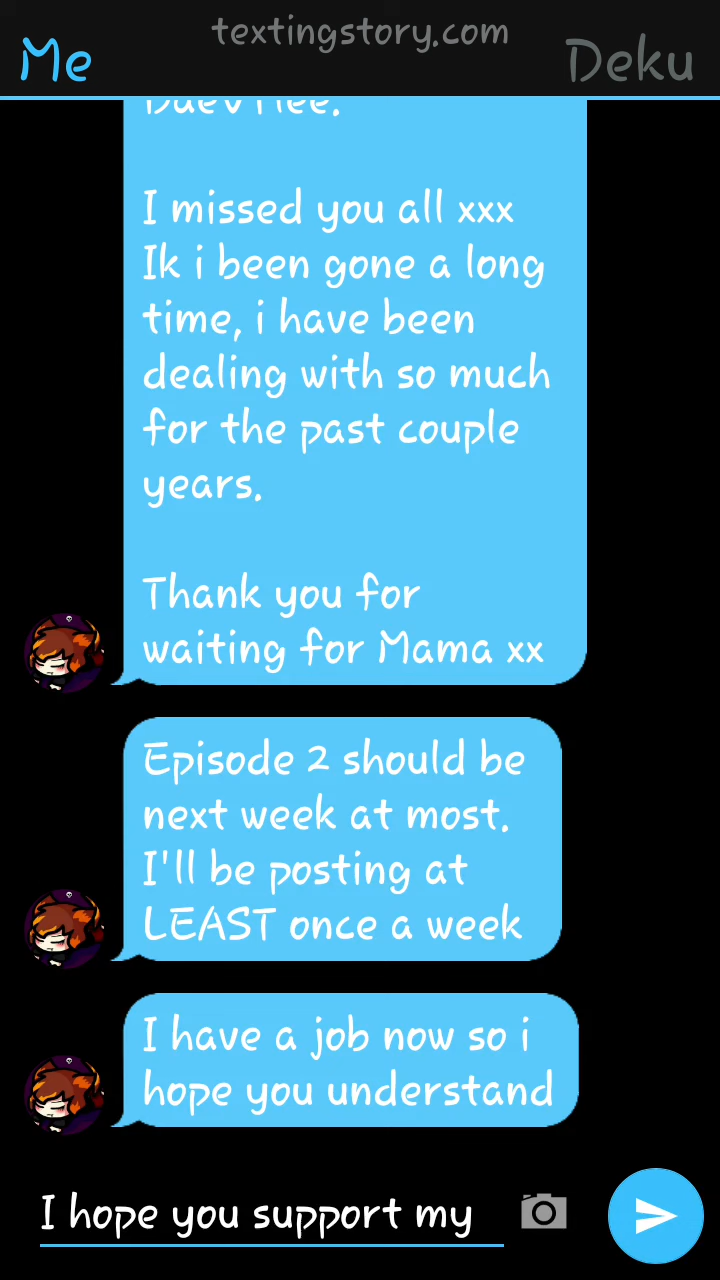 textingstory.com
Me
Deku
I missed you all xxx
Ik i been gone a long
time, i have been
dealing with so much
for the past couple
years.
Thank you for
waiting for Mama xx
Episode 2 should be
next week at most.
I'll be posting at
LEAST once a week
I have a job now so i
hope you understand
I hope you support my